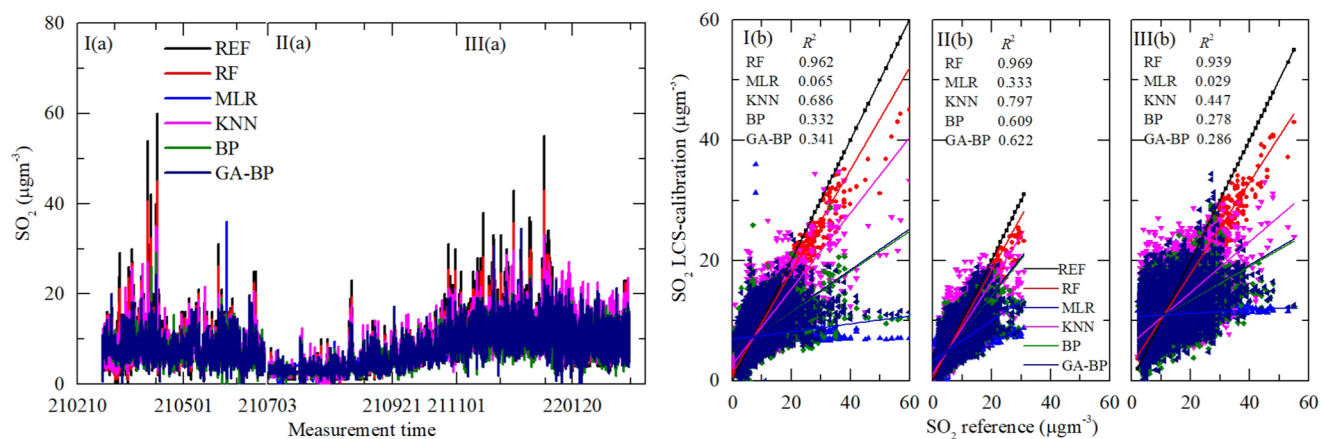 80
60
40
20
0
SO2 (µgm-3)
I(a)
II(a)
III(a)
REF
RF
MLR
KNN
BP
GA-BP
210210
210501
210703
210921
211101
220120
Measurement time
60
40
20
0
SO2 LCS-calibration (µgm-3)
I(b) R2
RF 0.962
MLR 0.065
KNN 0.686
BP 0.332
GA-BP 0.341
II(b) R2
RF 0.969
MLR 0.333
KNN 0.797
BP 0.609
GA-BP 0.622
III(b) R2
RF 0.939
MLR 0.029
KNN 0.447
BP 0.278
GA-BP 0.286
REF
RF
MLR
KNN
BP
GA-BP
0 20 40 60
0 20 40 60
0 20 40 60
SO2 reference (µgm-3)